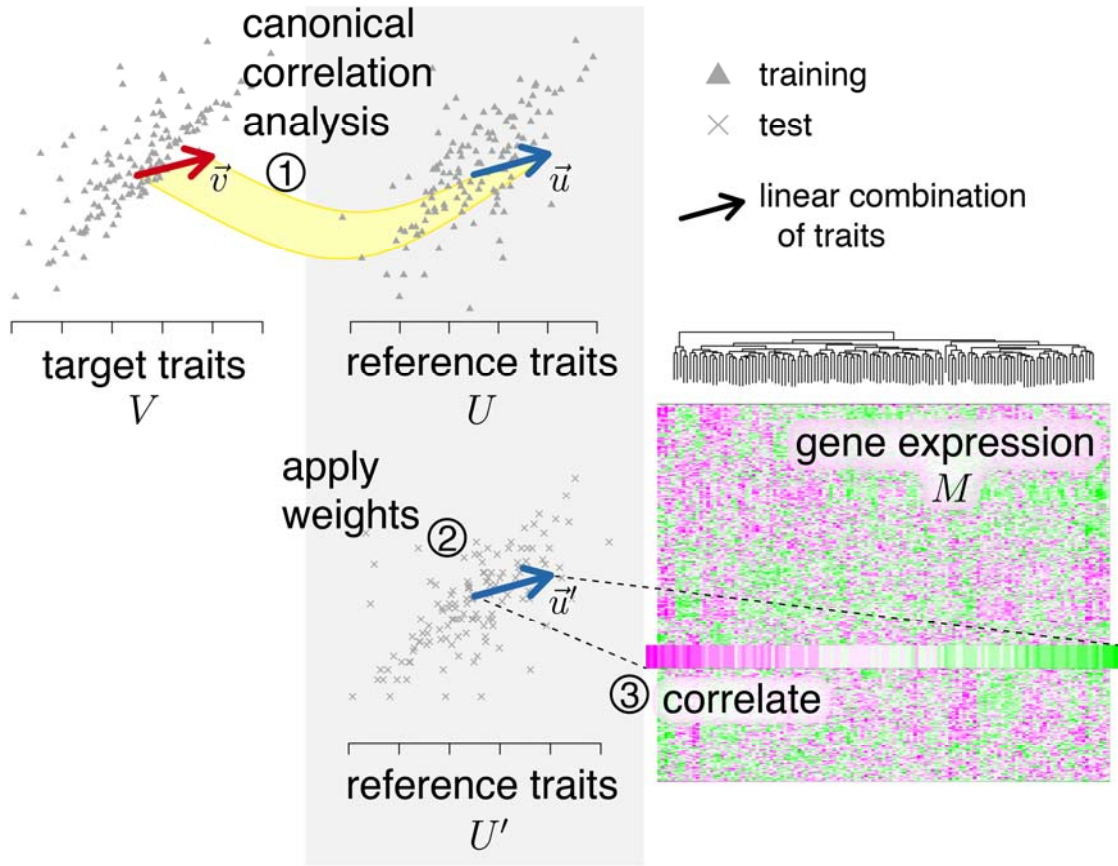 canonical
correlation
analysis
①
v⃗
u⃗
training
test
linear combination
of traits
target traits
V
reference traits
U
gene expression
M
apply
weights
②
u⃗′
③ correlate
reference traits
U′